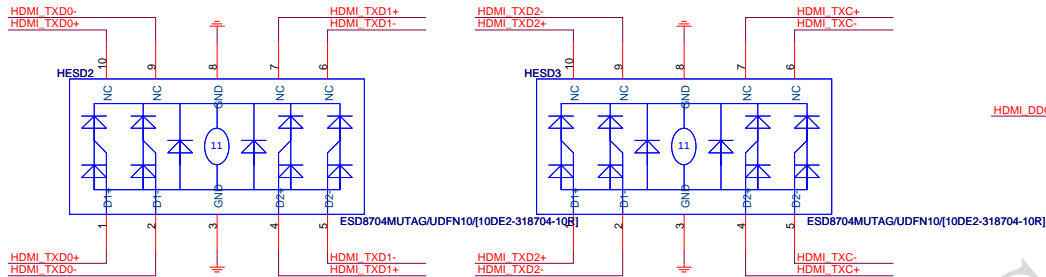 HDMI_TXD0- HDMI_TXD1+ HDMI_TXD2- HDMI_TXC+
HDMI_TXD0+ HDMI_TXD1- HDMI_TXD2+ HDMI_TXC-
10 9 8 7 6 10 9 8 7 6
HESD2 HESD3
NC NC GND NC NC NC NC GND NC NC
11 11
D1+ D1- GND D2+ D2- D1+ D1- GND D2+ D2-
ESD8704MUTAG/UDFN10/[10DE2-318704-10R] ESD8704MUTAG/UDFN10/[10DE2-318704-10R]
1 2 3 4 5 1 2 3 4 5
HDMI_TXD0+ HDMI_TXD1- HDMI_TXD2+ HDMI_TXC-
HDMI_TXD0- HDMI_TXD1+ HDMI_TXD2- HDMI_TXC+